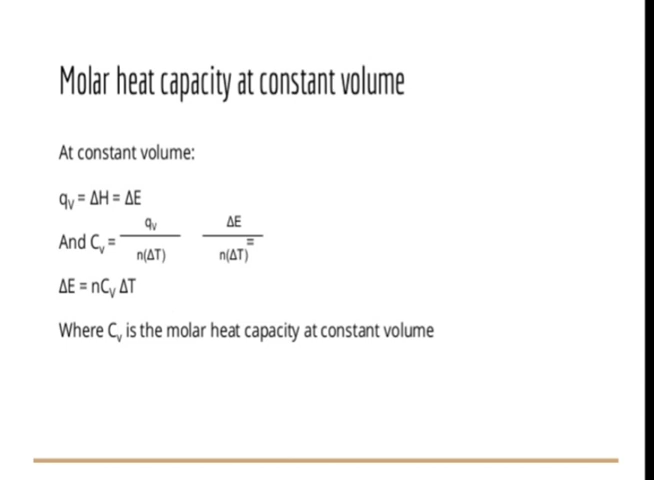 Molar heat capacity at constant volume
At constant volume:
qᵥ = ΔH = ΔE
And Cᵥ = qᵥ / n(ΔT) = ΔE / n(ΔT)
ΔE = nCᵥ ΔT
Where Cᵥ is the molar heat capacity at constant volume